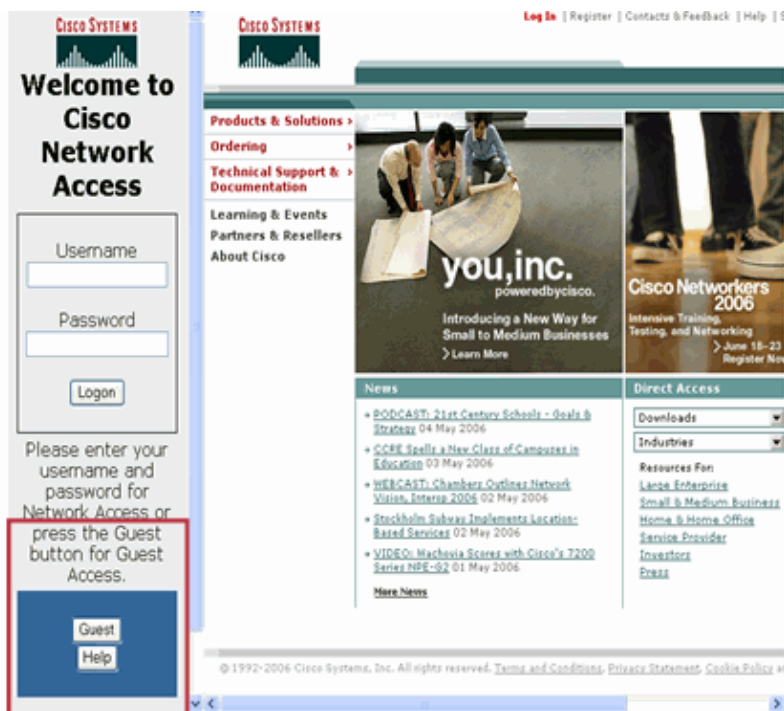 CISCO SYSTEMS
Welcome to
Cisco
Network
Access
Username
Password
Logon
Please enter your
username and
password for
Network Access or
press the Guest
button for Guest
Access.
Guest
Help
CISCO SYSTEMS
Log In | Register | Contacts & Feedback | Help |
Products & Solutions
Ordering
Technical Support &
Documentation
Learning & Events
Partners & Resellers
About Cisco
you,inc.
poweredbycisco.
Introducing a New Way for
Small to Medium Businesses
Learn More
Cisco Networkers
2006
Intensive Training,
Testing, and Networking
June 18-23
Register Now
News
PODCAST: 21st Century Schools - Goals &
Strategy 04 May 2006
CCRE Spells a New Class of Campuses in
Education 03 May 2006
WEBCAST: Chambers Outlines Network
Vision, Interop 2006 02 May 2006
Stockholm Subway Implements Location-
Based Services 02 May 2006
VIDEO: Wachovia Scores with Cisco's 7200
Series NPE-G2 01 May 2006
More News
Direct Access
Downloads
Industries
Resources For:
Large Enterprise
Small & Medium Business
Home & Home Office
Service Provider
Investors
Press
© 1992-2006 Cisco Systems, Inc. All rights reserved. Terms and Conditions, Privacy Statement, Cookie Policy